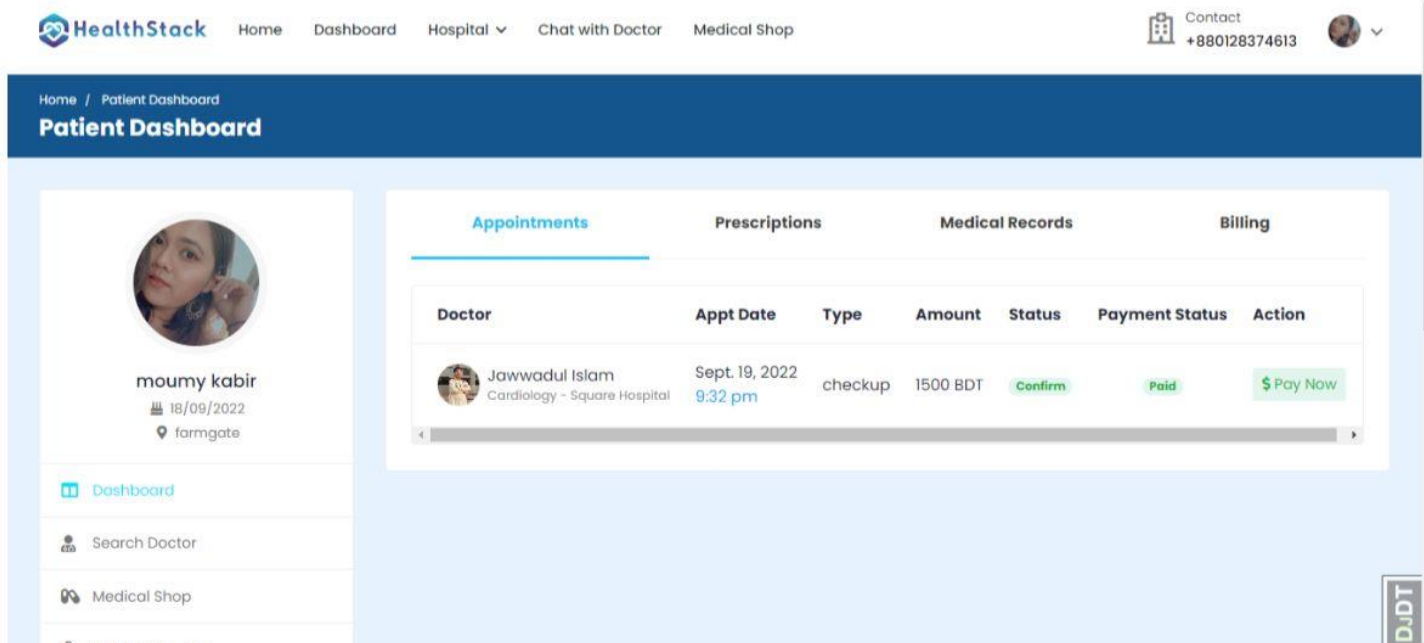 HealthStack Home Dashboard Hospital Chat with Doctor Medical Shop
Contact
+880128374613
Home / Patient Dashboard
Patient Dashboard
moumy kabir
18/09/2022
farmgate
Dashboard
Search Doctor
Medical Shop
Appointments Prescriptions Medical Records Billing
Doctor Appt Date Type Amount Status Payment Status Action
Jawwadul Islam
Cardiology - Square Hospital
Sept. 19, 2022
9:32 pm
checkup 1500 BDT Confirm Paid $ Pay Now
DJDT